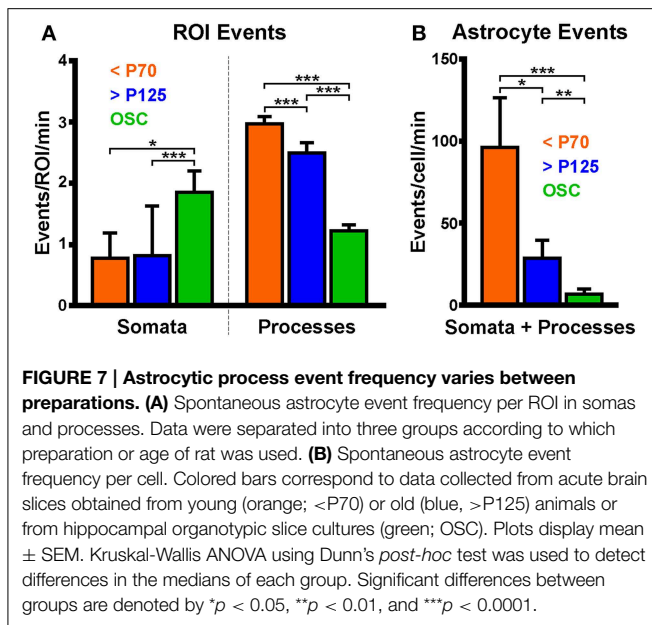 A
ROI Events
< P70
> P125
OSC
*
***
***
***
***
Events/ROI/min
4
3
2
1
0
Somata
Processes
B
Astrocyte Events
***
*
**
< P70
> P125
OSC
Events/cell/min
150
100
50
0
Somata + Processes
FIGURE 7 | Astrocytic process event frequency varies between
preparations. (A) Spontaneous astrocyte event frequency per ROI in somas
and processes. Data were separated into three groups according to which
preparation or age of rat was used. (B) Spontaneous astrocyte event
frequency per cell. Colored bars correspond to data collected from acute brain
slices obtained from young (orange; <P70) or old (blue, >P125) animals or
from hippocampal organotypic slice cultures (green; OSC). Plots display mean
± SEM. Kruskal-Wallis ANOVA using Dunn's post-hoc test was used to detect
differences in the medians of each group. Significant differences between
groups are denoted by *p < 0.05, **p < 0.01, and ***p < 0.0001.